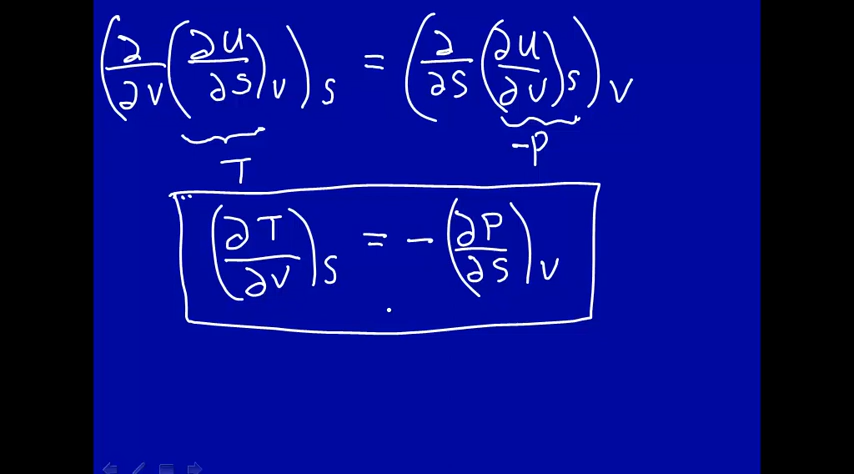 (∂/∂V (∂U/∂S)_V)_S = (∂/∂S (∂U/∂V)_S)_V
T -P
(∂T/∂V)_S = -(∂P/∂S)_V